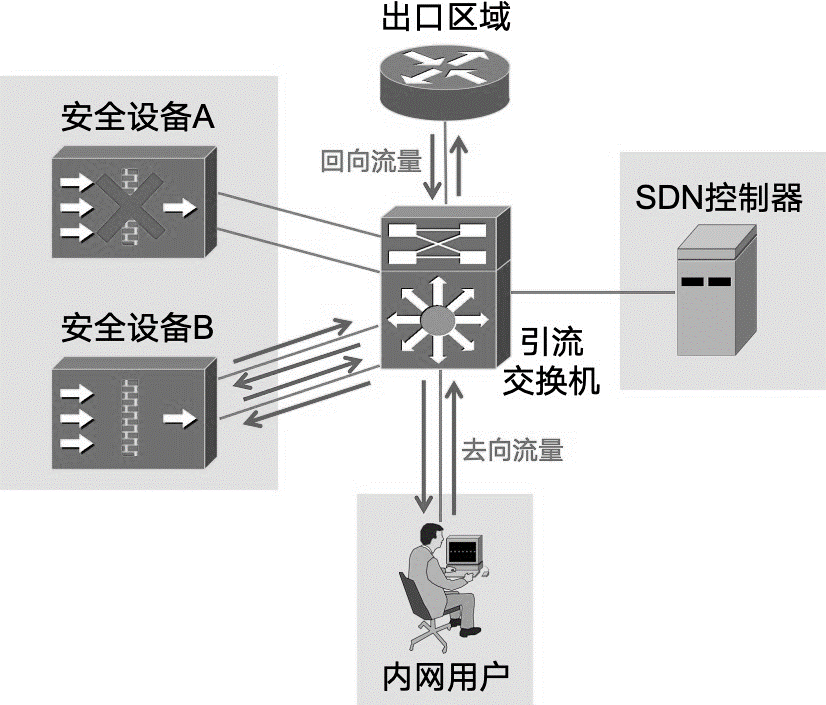 出口区域
安全设备A
回向流量
SDN控制器
安全设备B
引流
交换机
去向流量
内网用户